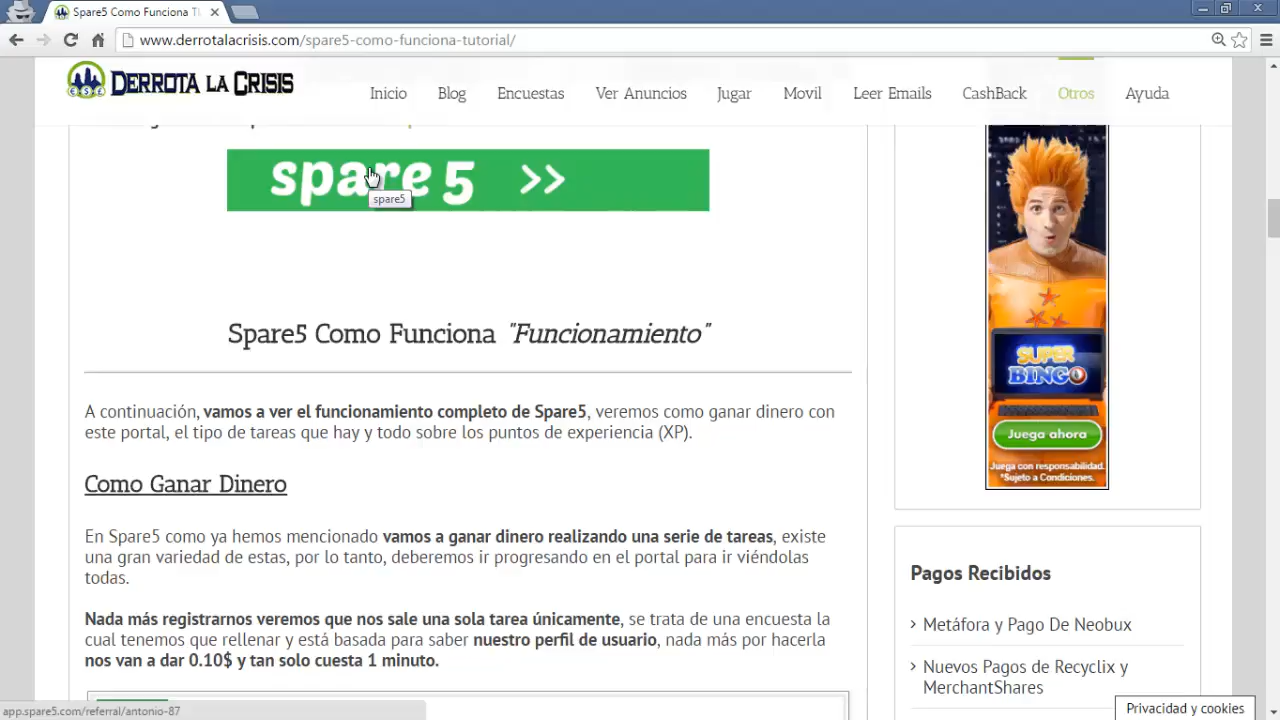 Spare5 Como Funciona Tu
www.derrotalacrisis.com/spare5-como-funciona-tutorial/
DERROTA LA CRISIS
Inicio
Blog
Encuestas
Ver Anuncios
Jugar
Movil
Leer Emails
CashBack
Otros
Ayuda
spare5 >>
spare5
Spare5 Como Funciona "Funcionamiento"
A continuación, vamos a ver el funcionamiento completo de Spare5, veremos como ganar dinero con
este portal, el tipo de tareas que hay y todo sobre los puntos de experiencia (XP).
Como Ganar Dinero
En Spare5 como ya hemos mencionado vamos a ganar dinero realizando una serie de tareas, existe
una gran variedad de estas, por lo tanto, deberemos ir progresando en el portal para ir viéndolas
todas.
Nada más registrarnos veremos que nos sale una sola tarea únicamente, se trata de una encuesta la
cual tenemos que rellenar y está basada para saber nuestro perfil de usuario, nada más por hacerla
nos van a dar 0.10$ y tan solo cuesta 1 minuto.
SUPER
BINGO
Juega ahora
Juega con responsabilidad.
*Sujeto a Condiciones.
Pagos Recibidos
› Metáfora y Pago De Neobux
› Nuevos Pagos de Recyclix y
MerchantShares
Privacidad y cookies
app.spare5.com/referral/antonio-87